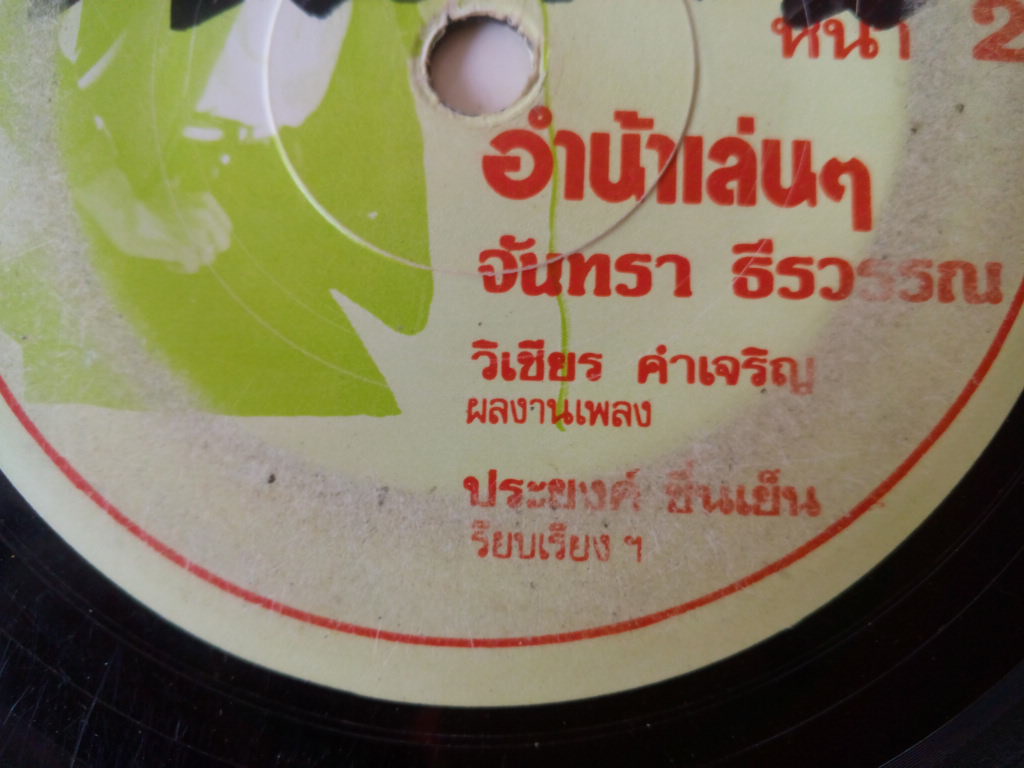 หน้า 2
อำน้าเล่นๆ
จันทรา ธีรวรรณ
วิเชียร คำเจริญ
ผลงานเพลง
ประยงค์ ชื่นเย็น
เรียบเรียง ฯ